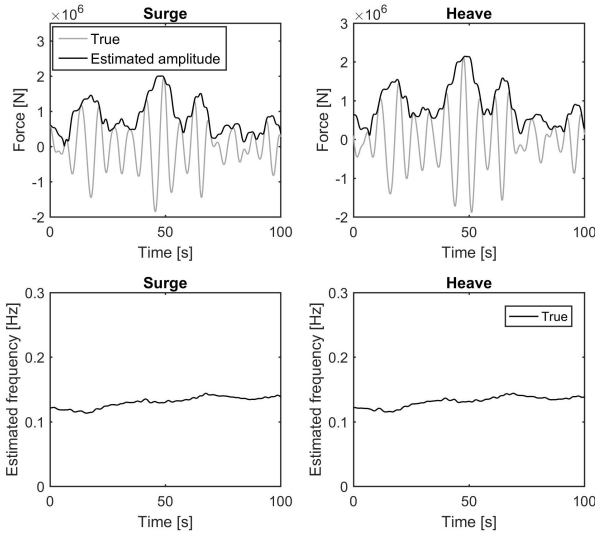 Surge
×10⁶
3
2
1
0
-1
-2
Force [N]
True
Estimated amplitude
0 50 100
Time [s]
Heave
×10⁶
3
2
1
0
-1
-2
Force [N]
0 50 100
Time [s]
Surge
0.3
0.2
0.1
0
Estimated frequency [Hz]
0 50 100
Time [s]
Heave
0.3
0.2
0.1
0
Estimated frequency [Hz]
True
0 50 100
Time [s]